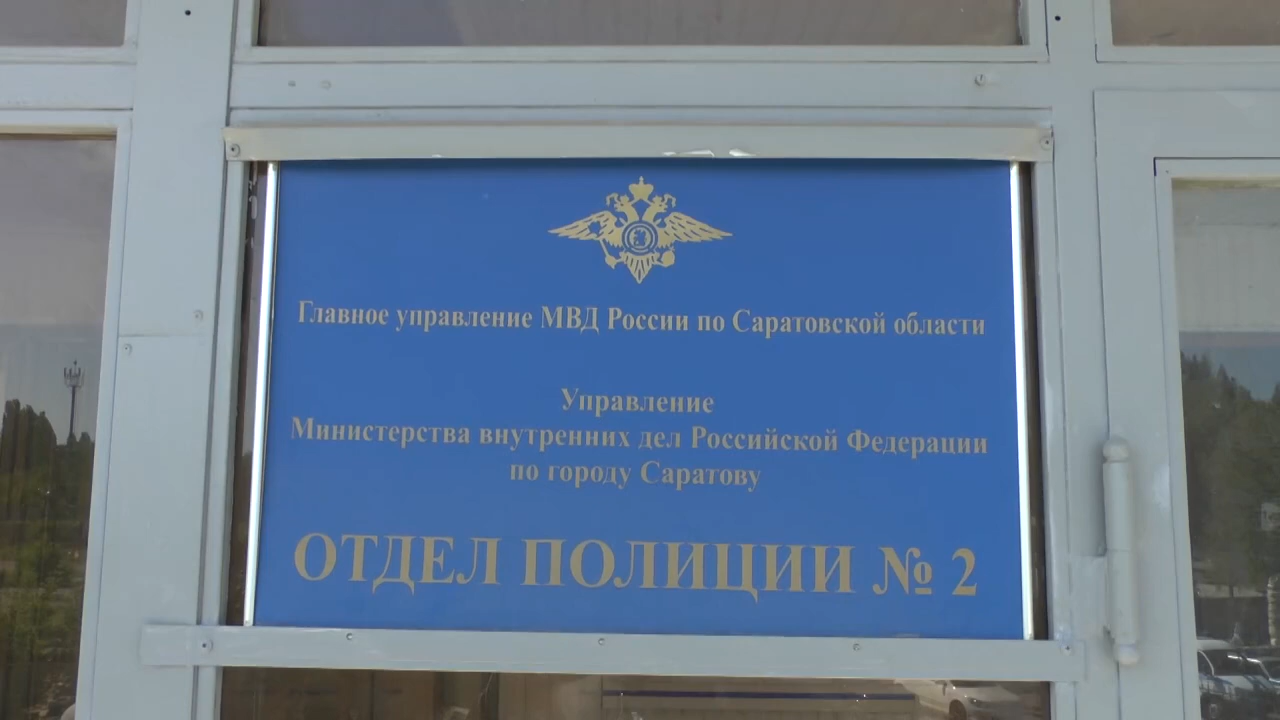 Главное управление МВД России по Саратовской области
Управление
Министерства внутренних дел Российской Федерации
по городу Саратову
ОТДЕЛ ПОЛИЦИИ № 2